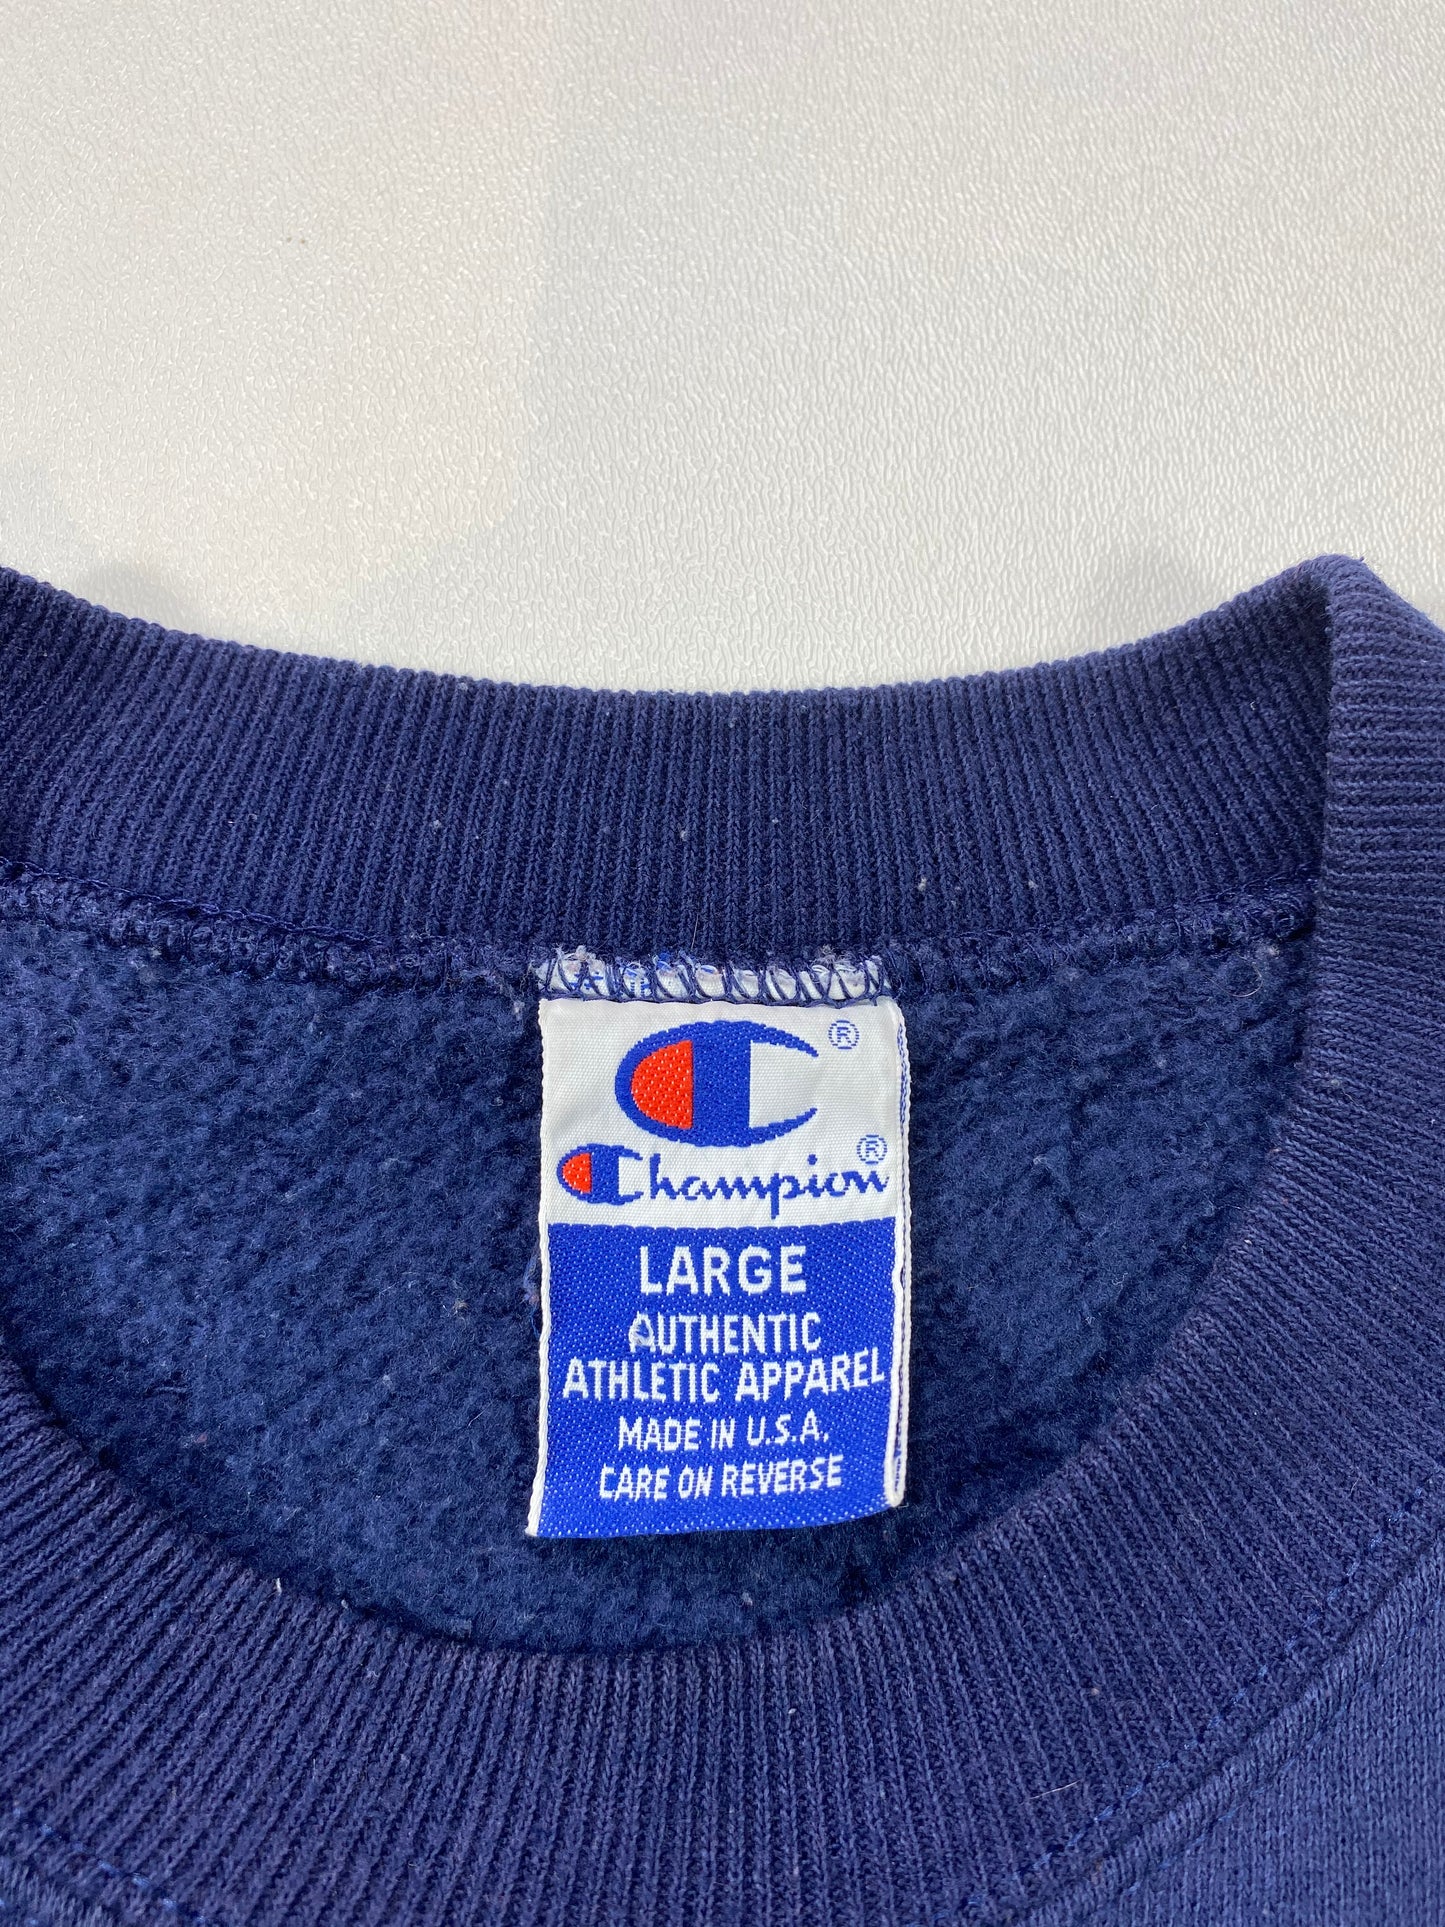 ®
Champion®
LARGE
AUTHENTIC
ATHLETIC APPAREL
MADE IN U.S.A.
CARE ON REVERSE